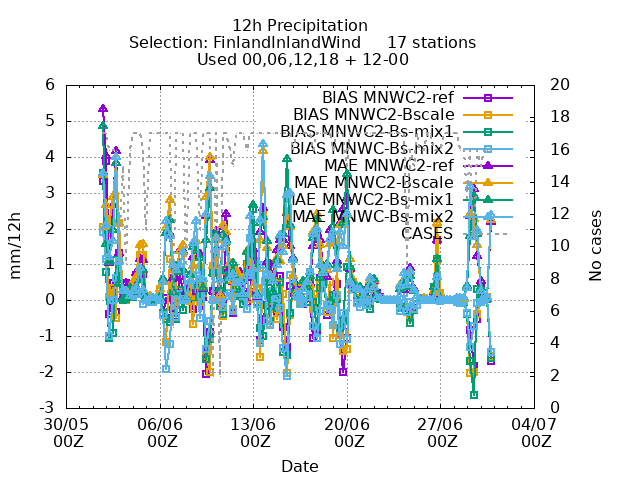 12h Precipitation
Selection: FinlandInlandWind 17 stations
Used 00,06,12,18 + 12-00
BIAS MNWC2-ref
BIAS MNWC2-Bscale
BIAS MNWC-Bs-mix1
BIAS MNWC-Bs-mix2
MAE MNWC2-ref
MAE MNWC2-Bscale
MAE MNWC-Bs-mix1
MAE MNWC-Bs-mix2
CASES
mm/12h
6
5
4
3
2
1
0
-1
-2
-3
No cases
20
18
16
14
12
10
8
6
4
2
0
30/05 06/06 13/06 20/06 27/06 04/07
00Z 00Z 00Z 00Z 00Z 00Z
Date